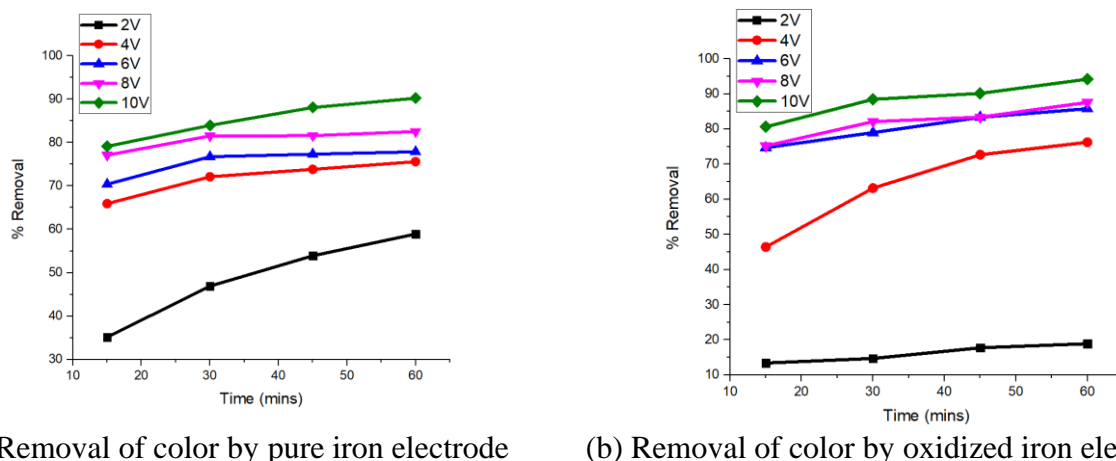 2V
4V
6V
8V
10V
100
90
80
70
60
50
40
30
% Removal
10 20 30 40 50 60
Time (mins)
Removal of color by pure iron electrode
2V
4V
6V
8V
10V
100
90
80
70
60
50
40
30
20
10
% Removal
10 20 30 40 50 60
Time (mins)
(b) Removal of color by oxidized iron ele